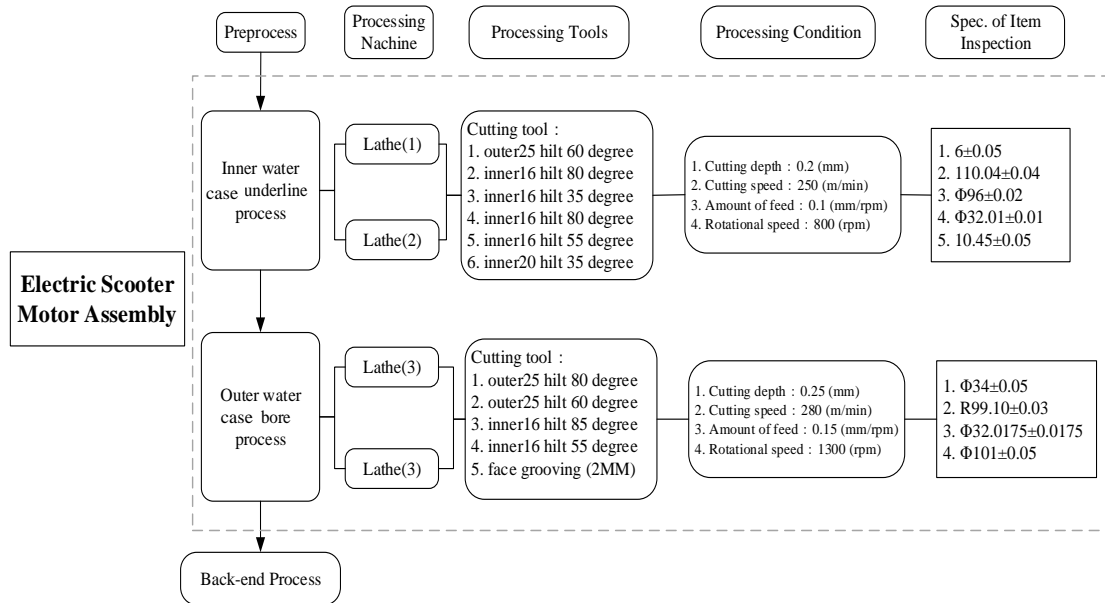 Preprocess
Processing
Nachine
Processing Tools
Processing Condition
Spec. of Item
Inspection
Electric Scooter
Motor Assembly
Inner water
case underline
process
Lathe(1)
Lathe(2)
Cutting tool：
1. outer25 hilt 60 degree
2. inner16 hilt 80 degree
3. inner16 hilt 35 degree
4. inner16 hilt 80 degree
5. inner16 hilt 55 degree
6. inner20 hilt 35 degree
1. Cutting depth：0.2 (mm)
2. Cutting speed：250 (m/min)
3. Amount of feed：0.1 (mm/rpm)
4. Rotational speed：800 (rpm)
1. 6±0.05
2. 110.04±0.04
3. Φ96±0.02
4. Φ32.01±0.01
5. 10.45±0.05
Outer water
case bore
process
Lathe(3)
Lathe(3)
Cutting tool：
1. outer25 hilt 80 degree
2. outer25 hilt 60 degree
3. inner16 hilt 85 degree
4. inner16 hilt 55 degree
5. face grooving (2MM)
1. Cutting depth：0.25 (mm)
2. Cutting speed：280 (m/min)
3. Amount of feed：0.15 (mm/rpm)
4. Rotational speed：1300 (rpm)
1. Φ34±0.05
2. R99.10±0.03
3. Φ32.0175±0.0175
4. Φ101±0.05
Back-end Process